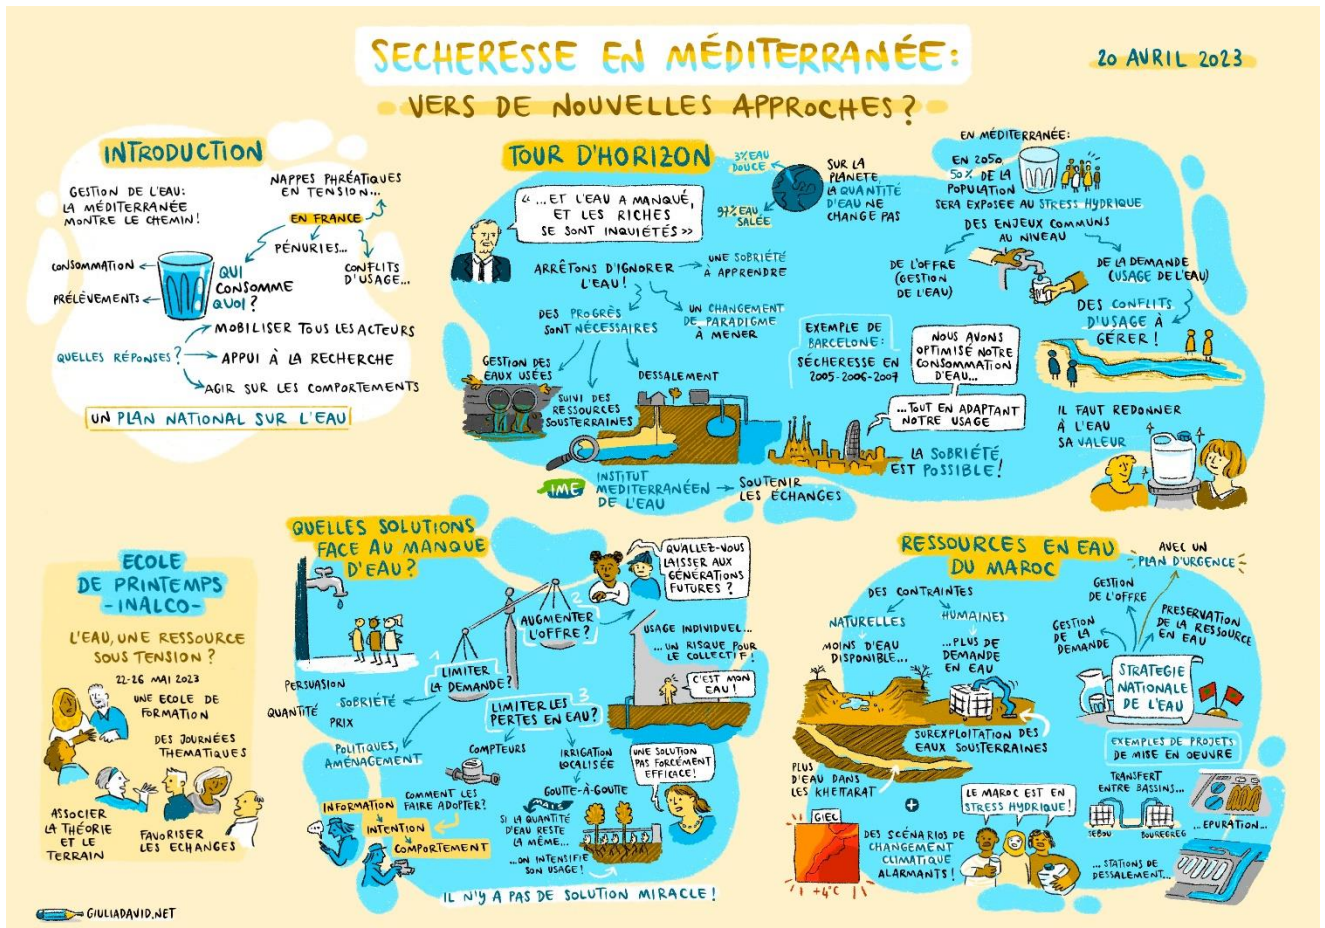 SECHERESSE EN MÉDITERRANÉE:
VERS DE NOUVELLES APPROCHES?
20 AVRIL 2023
INTRODUCTION
GESTION DE L'EAU:
LA MÉDITERRANÉE
MONTRE LE CHEMIN!
NAPPES PHRÉATIQUES
EN TENSION...
EN FRANCE
PÉNURIES...
CONFLITS
D'USAGE...
CONSOMMATION
PRÉLÈVEMENTS
QUI
CONSOMME
QUOI?
QUELLES RÉPONSES?
MOBILISER TOUS LES ACTEURS
APPUI À LA RECHERCHE
AGIR SUR LES COMPORTEMENTS
UN PLAN NATIONAL SUR L'EAU
TOUR D'HORIZON
« ...ET L'EAU A MANQUÉ,
ET LES RICHES
SE SONT INQUIÉTÉS »
3% EAU
DOUCE
97% EAU
SALÉE
SUR LA
PLANETE,
LA QUANTITÉ
D'EAU NE
CHANGE PAS
EN MÉDITERRANÉE:
EN 2050,
50% DE LA
POPULATION
SERA EXPOSÉE AU STRESS HYDRIQUE
DES ENJEUX COMMUNS
AU NIVEAU
DE L'OFFRE
(GESTION
DE L'EAU)
DE LA DEMANDE
(USAGE DE L'EAU)
DES CONFLITS
D'USAGE À
GÉRER!
ARRÊTONS D'IGNORER
L'EAU!
UNE SOBRIÉTÉ
À APPRENDRE
UN CHANGEMENT
DE PARADIGME
À MENER
DES PROGRÈS
SONT NÉCESSAIRES
GESTION DES
EAUX USÉES
SUIVI DES
RESSOURCES
SOUSTERRAINES
DESSALEMENT
EXEMPLE DE
BARCELONE:
SÉCHERESSE EN
2005-2006-2007
NOUS AVONS
OPTIMISÉ NOTRE
CONSOMMATION
D'EAU...
...TOUT EN ADAPTANT
NOTRE USAGE
LA SOBRIÉTÉ
EST POSSIBLE!
IL FAUT REDONNER
À L'EAU
SA VALEUR
IME
INSTITUT
MEDITERRANÉEN
DE L'EAU
SOUTENIR
LES ÉCHANGES
ECOLE
DE PRINTEMPS
-INALCO-
L'EAU, UNE RESSOURCE
SOUS TENSION?
22-26 MAI 2023
UNE ECOLE DE
FORMATION
DES JOURNÉES
THEMATIQUES
ASSOCIER
LA THÉORIE
ET LE
TERRAIN
FAVORISER
LES ECHANGES
QUELLES SOLUTIONS
FACE AU MANQUE
D'EAU?
QU'ALLEZ-VOUS
LAISSER AUX
GÉNÉRATIONS
FUTURES?
2
AUGMENTER
L'OFFRE?
USAGE INDIVIDUEL...
...UN RISQUE POUR
LE COLLECTIF!
C'EST MON
EAU!
1
LIMITER
LA DEMANDE?
PERSUASION
SOBRIÉTÉ
QUANTITÉ
PRIX
3
LIMITER LES
PERTES EN EAU?
POLITIQUES,
AMÉNAGEMENT
COMPTEURS
IRRIGATION
LOCALISÉE
UNE SOLUTION
PAS FORCÉMENT
EFFICACE!
COMMENT LES
FAIRE ADOPTER?
GOUTTE-À-GOUTTE
MAIS
SI LA QUANTITÉ
D'EAU RESTE
LA MÊME...
...ON INTENSIFIE
SON USAGE!
INFORMATION
INTENTION
COMPORTEMENT
IL N'Y A PAS DE SOLUTION MIRACLE!
RESSOURCES EN EAU
DU MAROC
AVEC UN
PLAN D'URGENCE
DES CONTRAINTES
NATURELLES
HUMAINES
MOINS D'EAU
DISPONIBLE...
...PLUS DE
DEMANDE
EN EAU
GESTION
DE L'OFFRE
GESTION
DE LA
DEMANDE
PRESERVATION
DE LA RESSOURCE
EN EAU
STRATEGIE
NATIONALE
DE L'EAU
SUREXPLOITATION DES
EAUX SOUSTERRAINES
PLUS
D'EAU DANS
LES KHETTARAT
+
GIEC
+4°C
DES SCÉNARIOS DE
CHANGEMENT
CLIMATIQUE
ALARMANTS!
LE MAROC EST EN
STRESS HYDRIQUE!
EXEMPLES DE PROJETS
DE MISE EN OEUVRE
TRANSFERT
ENTRE BASSINS...
SEBOU
BOUREGREG
...EPURATION...
...STATIONS DE
DESSALEMENT...
GIULIADAVID.NET